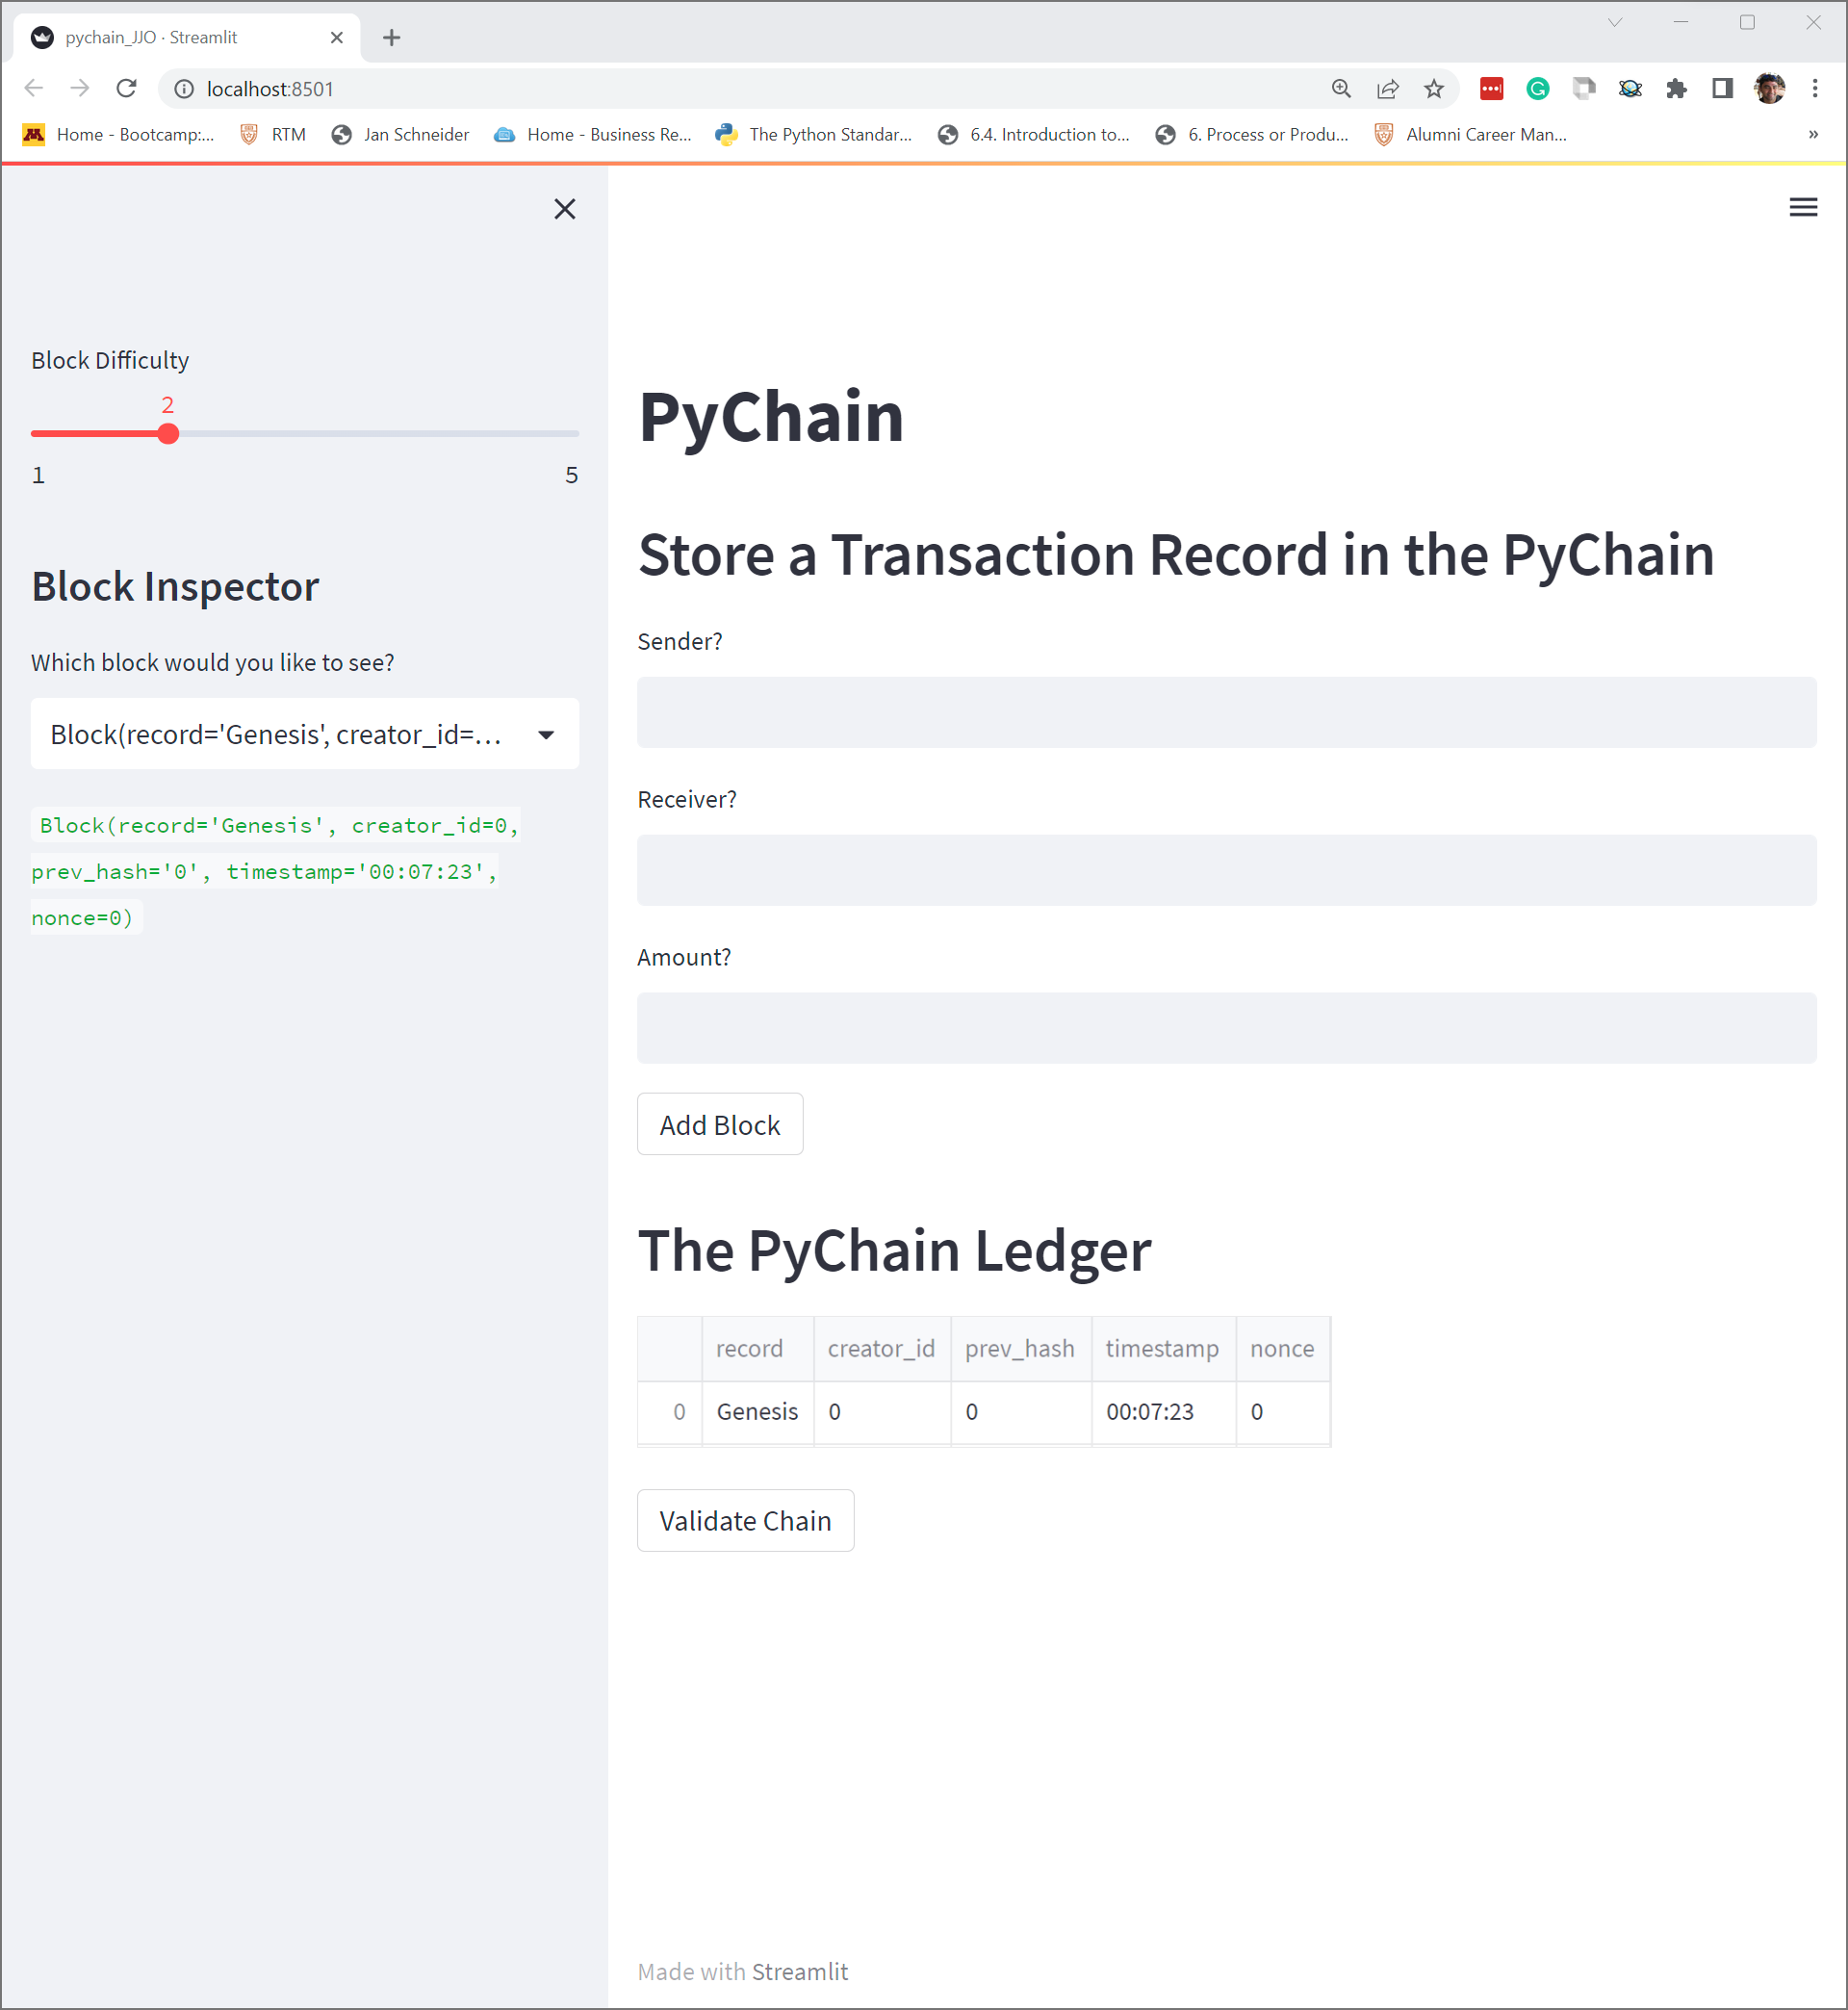 pychain_JJO · Streamlit
localhost:8501
Home - Bootcamp:... RTM Jan Schneider Home - Business Re... The Python Standar... 6.4. Introduction to... 6. Process or Produ... Alumni Career Man... »
Block Difficulty
2
1 5
Block Inspector
Which block would you like to see?
Block(record='Genesis', creator_id=...
Block(record='Genesis', creator_id=0,
prev_hash='0', timestamp='00:07:23',
nonce=0)
PyChain
Store a Transaction Record in the PyChain
Sender?
Receiver?
Amount?
Add Block
The PyChain Ledger
record creator_id prev_hash timestamp nonce
0 Genesis 0 0 00:07:23 0
Validate Chain
Made with Streamlit